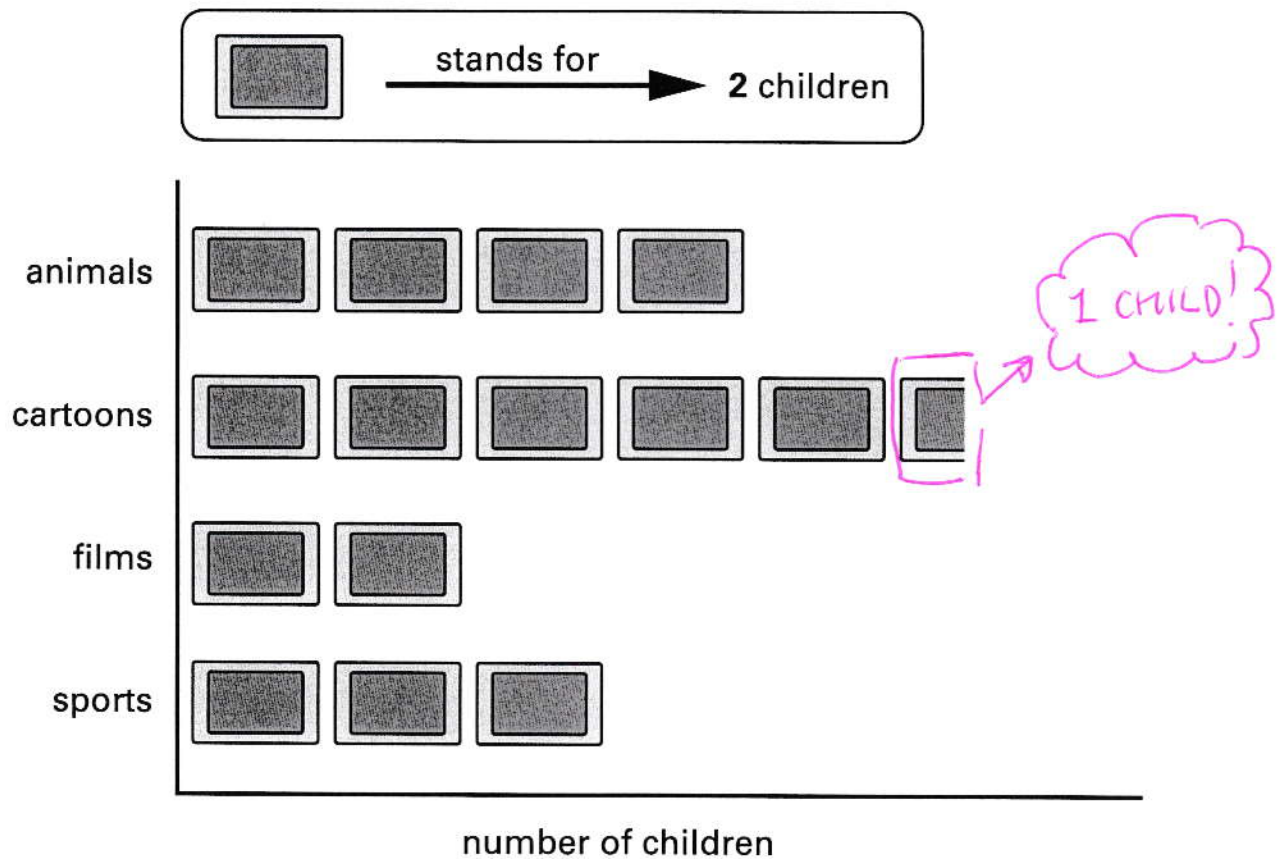 stands for
2 children
animals
1 CHILD!
cartoons
films
sports
number of children